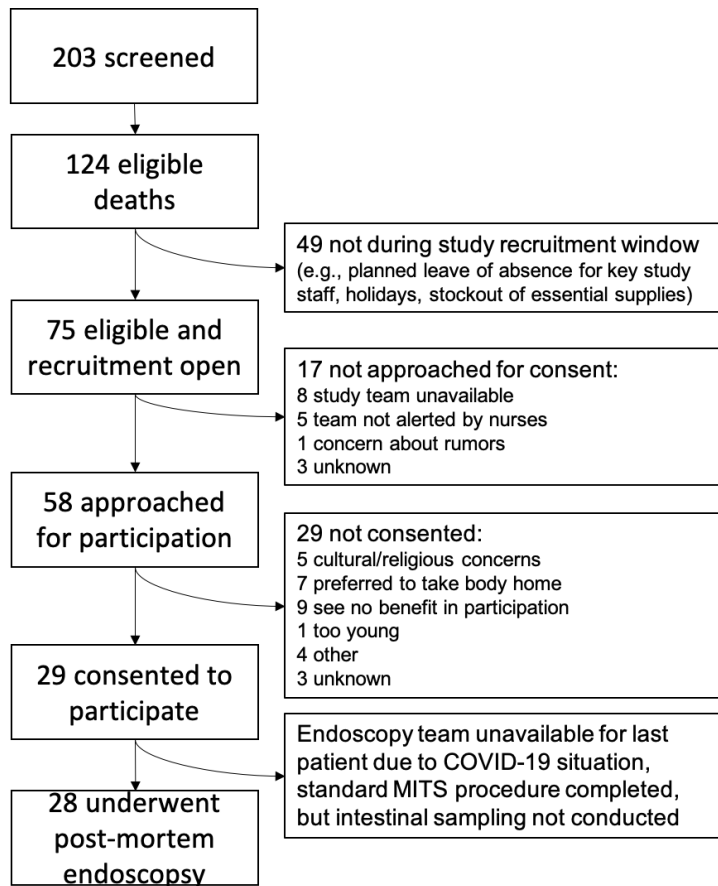 203 screened
124 eligible
deaths
49 not during study recruitment window
(e.g., planned leave of absence for key study
staff, holidays, stockout of essential supplies)
75 eligible and
recruitment open
17 not approached for consent:
8 study team unavailable
5 team not alerted by nurses
1 concern about rumors
3 unknown
58 approached
for participation
29 not consented:
5 cultural/religious concerns
7 preferred to take body home
9 see no benefit in participation
1 too young
4 other
3 unknown
29 consented to
participate
Endoscopy team unavailable for last
patient due to COVID-19 situation,
standard MITS procedure completed,
but intestinal sampling not conducted
28 underwent
post-mortem
endoscopsy